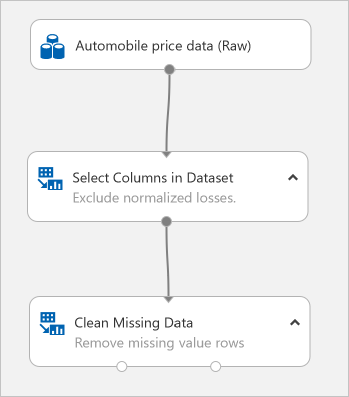 Automobile price data (Raw)
Select Columns in Dataset
Exclude normalized losses.
Clean Missing Data
Remove missing value rows